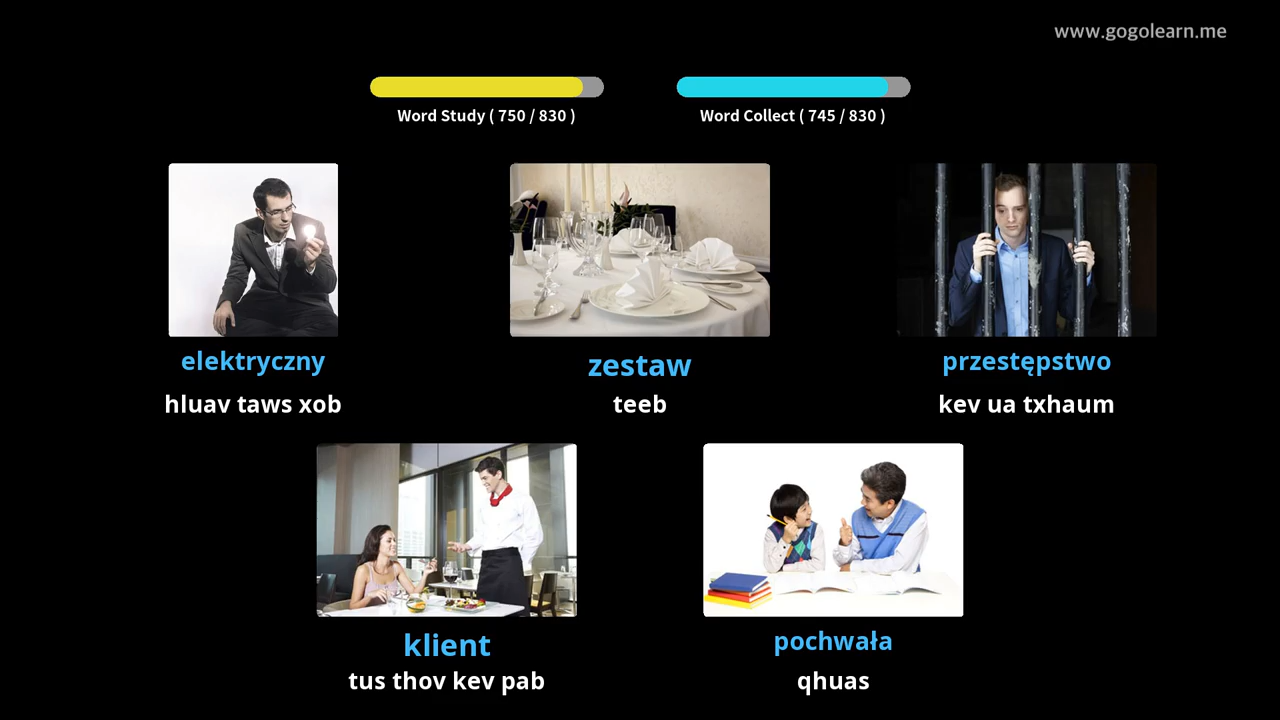 www.gogolearn.me
Word Study ( 750 / 830 )
Word Collect ( 745 / 830 )
elektryczny
hluav taws xob
zestaw
teeb
przestępstwo
kev ua txhaum
klient
tus thov kev pab
pochwała
qhuas